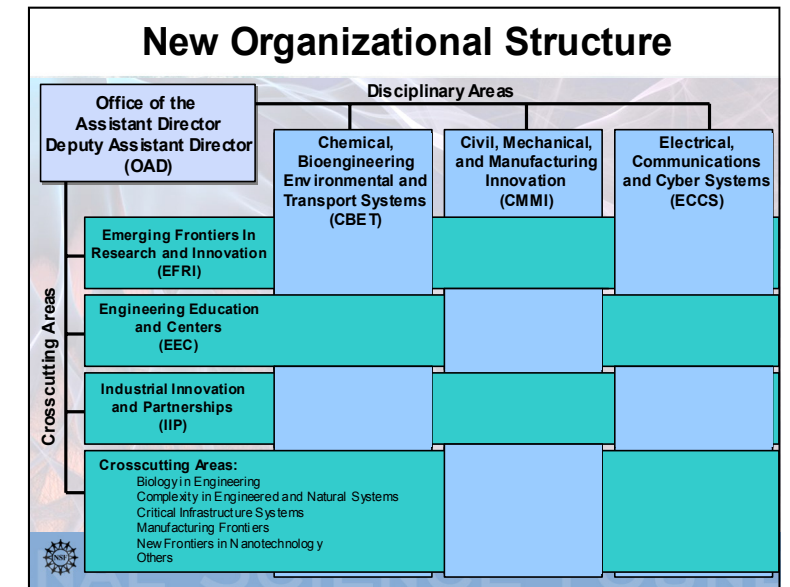 New Organizational Structure
Disciplinary Areas
Office of the
Assistant Director
Deputy Assistant Director
(OAD)
Chemical,
Bioengineering
Environmental and
Transport Systems
(CBET)
Civil, Mechanical,
and Manufacturing
Innovation
(CMMI)
Electrical,
Communications
and Cyber Systems
(ECCS)
Crosscutting Areas
Emerging Frontiers In
Research and Innovation
(EFRI)
Engineering Education
and Centers
(EEC)
Industrial Innovation
and Partnerships
(IIP)
Crosscutting Areas:
Biology in Engineering
Complexity in Engineered and Natural Systems
Critical Infrastructure Systems
Manufacturing Frontiers
New Frontiers in Nanotechnology
Others
NSF